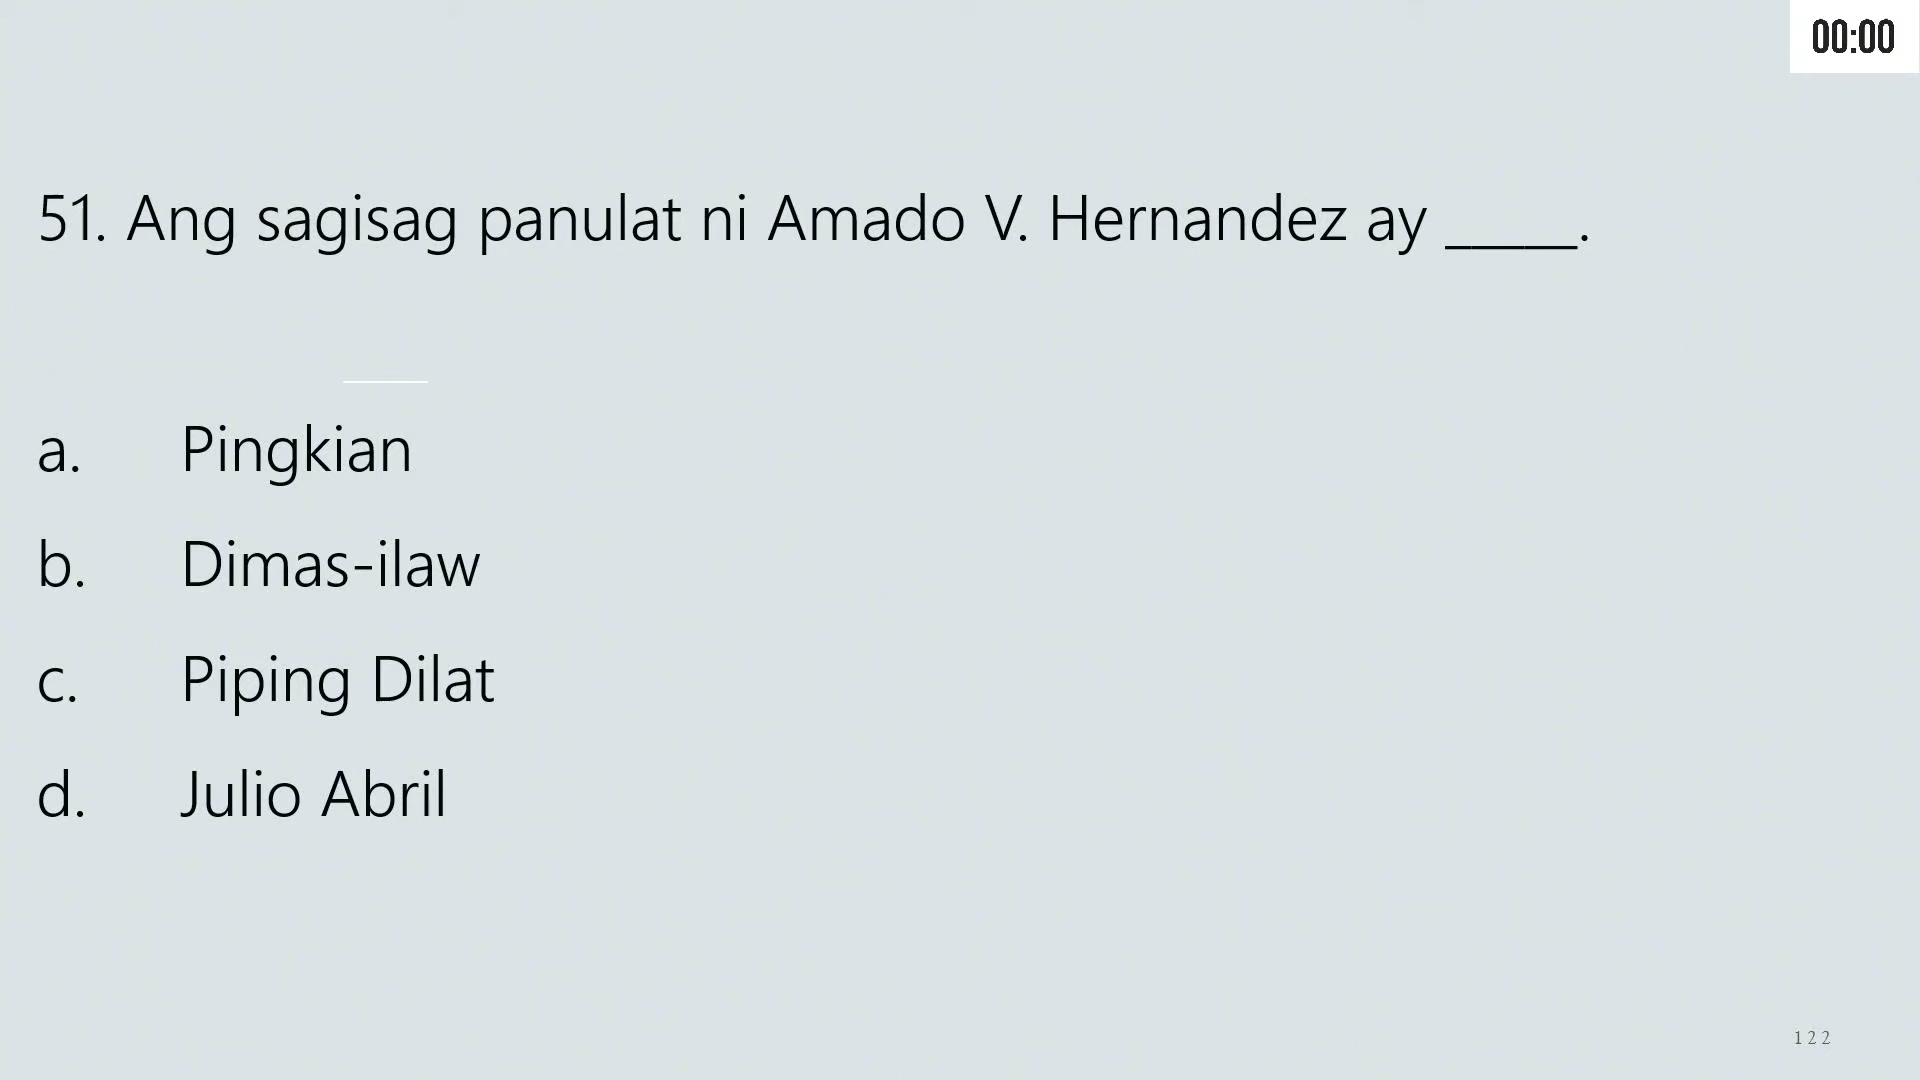 00:00
51. Ang sagisag panulat ni Amado V. Hernandez ay _____.
a. Pingkian
b. Dimas-ilaw
c. Piping Dilat
d. Julio Abril
122